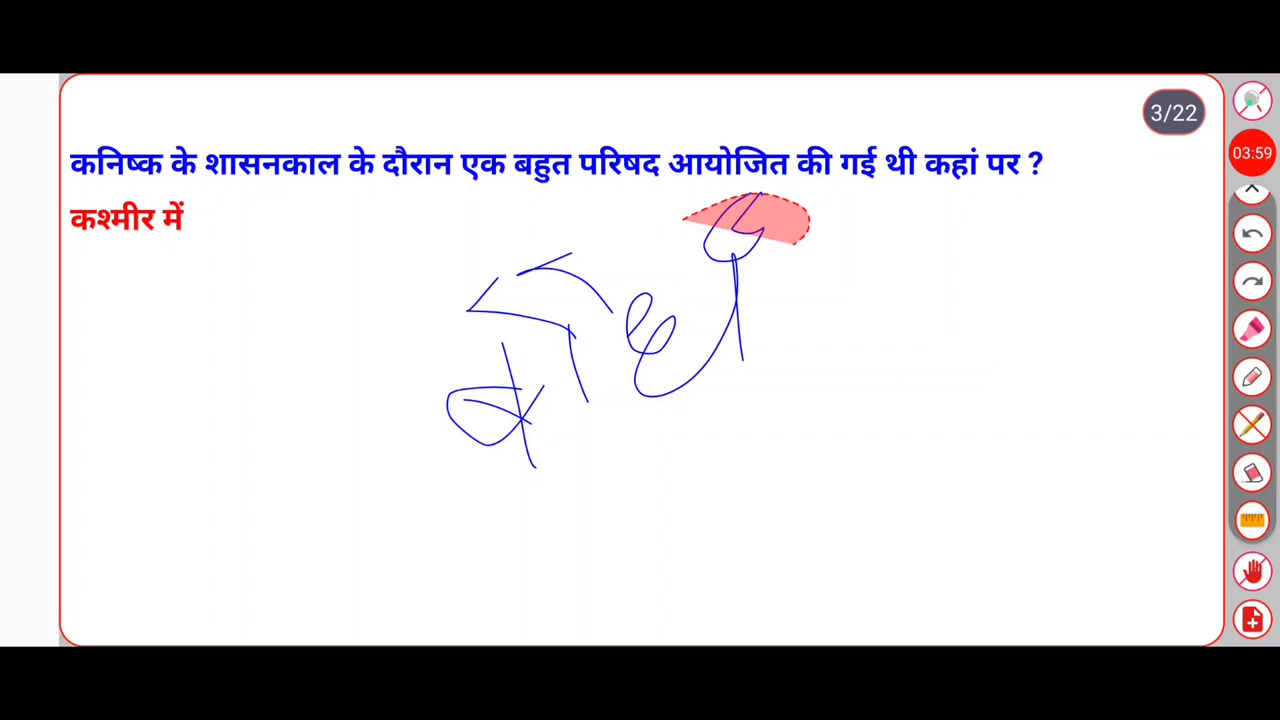 3/22
कनिष्क के शासनकाल के दौरान एक बहुत परिषद आयोजित की गई थी कहां पर ?
03:59
कश्मीर में